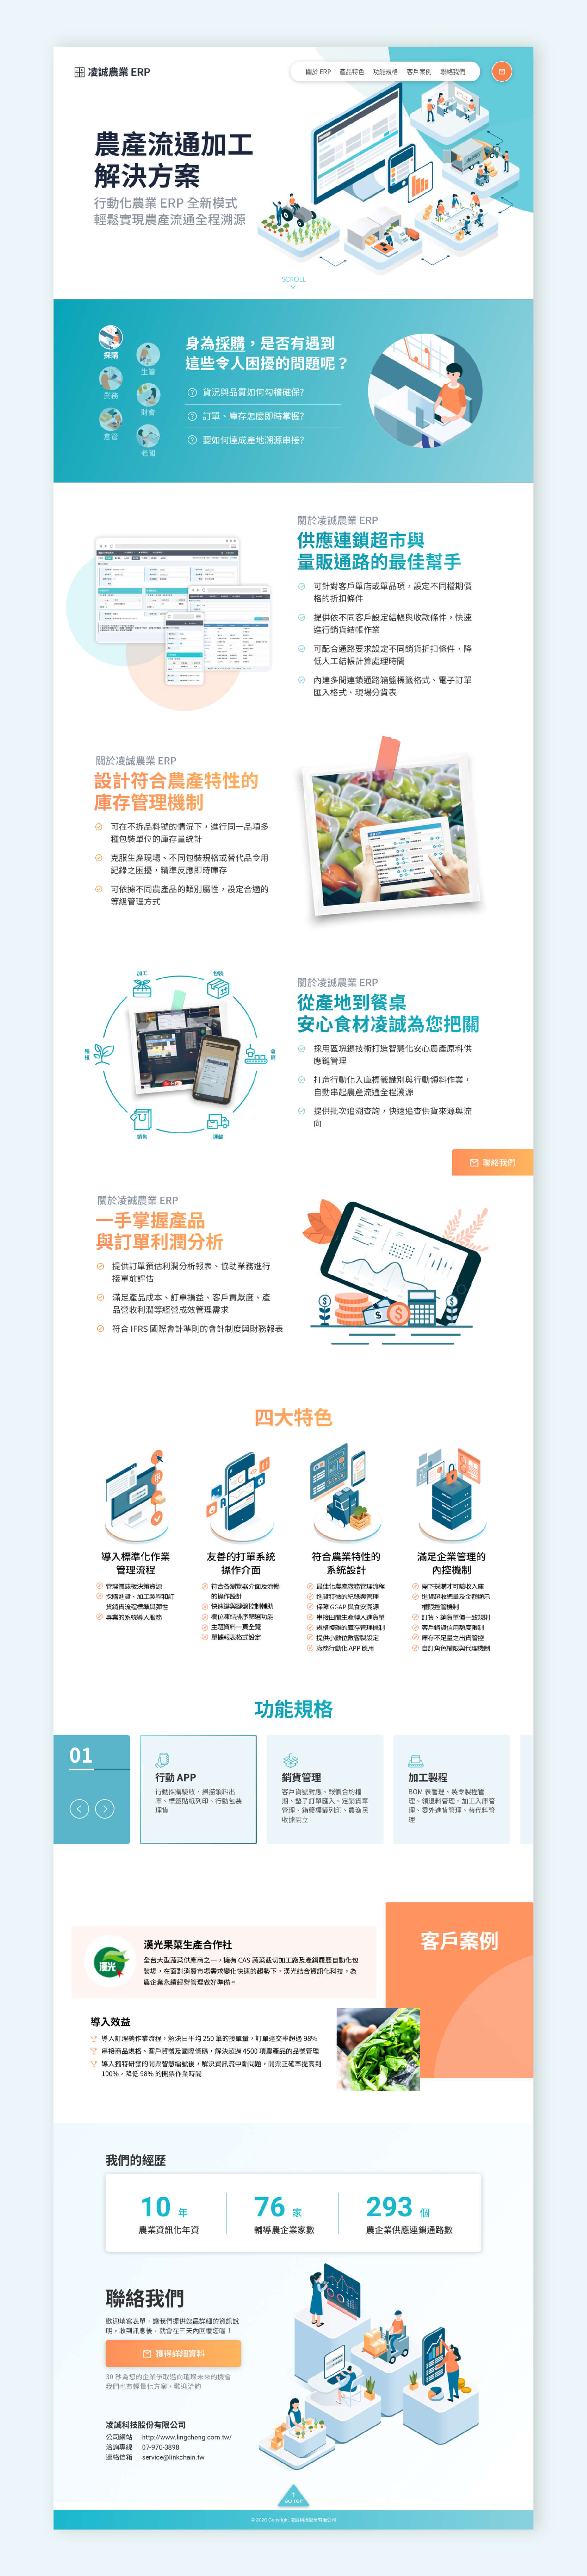 凌誠農業 ERP
關於 ERP 產品特色 功能規格 客戶案例 聯絡我們
農產流通加工
解決方案
行動化農業 ERP 全新模式
輕鬆實現農產流通全程溯源
SCROLL
採購
生管
業務
財會
倉管
老闆
身為採購，是否有遇到
這些令人困擾的問題呢？
貨況與品質如何勾稽確保?
訂單、庫存怎麼即時掌握?
要如何達成產地溯源串接?
關於凌誠農業 ERP
供應連鎖超市與
量販通路的最佳幫手
可針對客戶單店或單品項，設定不同檔期價
格的折扣條件
提供依不同客戶設定結帳與收款條件，快速
進行銷貨結帳作業
可配合通路要求設定不同銷貨折扣條件，降
低人工結帳計算處理時間
內建多間連鎖通路箱籃標籤格式、電子訂單
匯入格式、現場分貨表
關於凌誠農業 ERP
設計符合農產特性的
庫存管理機制
可在不拆品料號的情況下，進行同一品項多
種包裝單位的庫存量統計
克服生產現場、不同包裝規格或替代品令用
紀錄之困擾，精準反應即時庫存
可依據不同農產品的類別屬性，設定合適的
等級管理方式
加工
包裝
種植
倉儲
銷售
運輸
關於凌誠農業 ERP
從產地到餐桌
安心食材凌誠為您把關
採用區塊鏈技術打造智慧化安心農產原料供
應鏈管理
打造行動化入庫標籤識別與行動領料作業，
自動串起農產流通全程溯源
提供批次追溯查詢，快速追查供貨來源與流
向
聯絡我們
關於凌誠農業 ERP
一手掌握產品
與訂單利潤分析
提供訂單預估利潤分析報表、協助業務進行
接單前評估
滿足產品成本、訂單損益、客戶貢獻度、產
品營收利潤等經營成效管理需求
符合 IFRS 國際會計準則的會計制度與財務報表
四大特色
導入標準化作業
管理流程
管理儀錶板決策資源
採購進貨、加工製程和訂
貨銷貨流程標準與彈性
專業的系統導入服務
友善的打單系統
操作介面
符合各瀏覽器介面及流暢
的操作設計
快速鍵與鍵盤控制輔助
欄位凍結排序篩選功能
主題資料一頁全覽
單據報表格式設定
符合農業特性的
系統設計
最佳化農產廠務管理流程
進貨特徵的紀錄與管理
保障 GGAP 與食安溯源
串接田間生產轉入進貨單
規格複雜的庫存管理機制
提供小數位數客製設定
廠務行動化 APP 應用
滿足企業管理的
內控機制
需下採購才可驗收入庫
進貨超收總量及金額顯示
權限控管機制
訂貨、銷貨單價一致規則
客戶銷貨信用額度限制
庫存不足量之出貨管控
自訂角色權限與代理機制
功能規格
01
行動 APP
行動採購驗收、掃描領料出
庫、標籤貼紙列印、行動包裝
理貨
銷貨管理
客戶貨號對應、報價合約檔
期、墊子訂單匯入、定銷貨單
管理、箱籃標籤列印、農漁民
收據開立
加工製程
BOM 表管理、製令製程管
理、領退料管理、加工入庫管
理、委外進貨管理、替代料管
理
客戶案例
漢光
漢光果菜生產合作社
全台大型蔬菜供應商之一，擁有 CAS 蔬菜截切加工廠及產銷履歷自動化包
裝場，在面對消費市場需求變化快速的趨勢下，漢光結合資訊化科技，為
農企業永續經營管理做好準備。
導入效益
導入訂理銷作業流程，解決日平均 250 筆的接單量，訂單達交率超過 98%
串接商品規格、客戶貨號及國際條碼，解決超過 4500 項農產品的品號管理
導入獨特研發的開票智慧編號後，解決資訊流中斷問題，開票正確率提高到
100%，降低 98% 的開票作業時間
我們的經歷
10 年
農業資訊化年資
76 家
輔導農企業家數
293 個
農企業供應連鎖通路數
聯絡我們
歡迎填寫表單，讓我們提供您最詳細的資訊說
明，收到訊息後，就會在三天內回覆您喔！
獲得詳細資料
30 秒為您的企業爭取邁向璀璨未來的機會
我們也有輕量化方案，歡迎洽詢
凌誠科技股份有限公司
公司網站 | http://www.lingcheng.com.tw/
洽詢專線 | 07-970-3898
連絡信箱 | service@linkchain.tw
GO TOP
© 2020 Copyright 凌誠科技股份有限公司